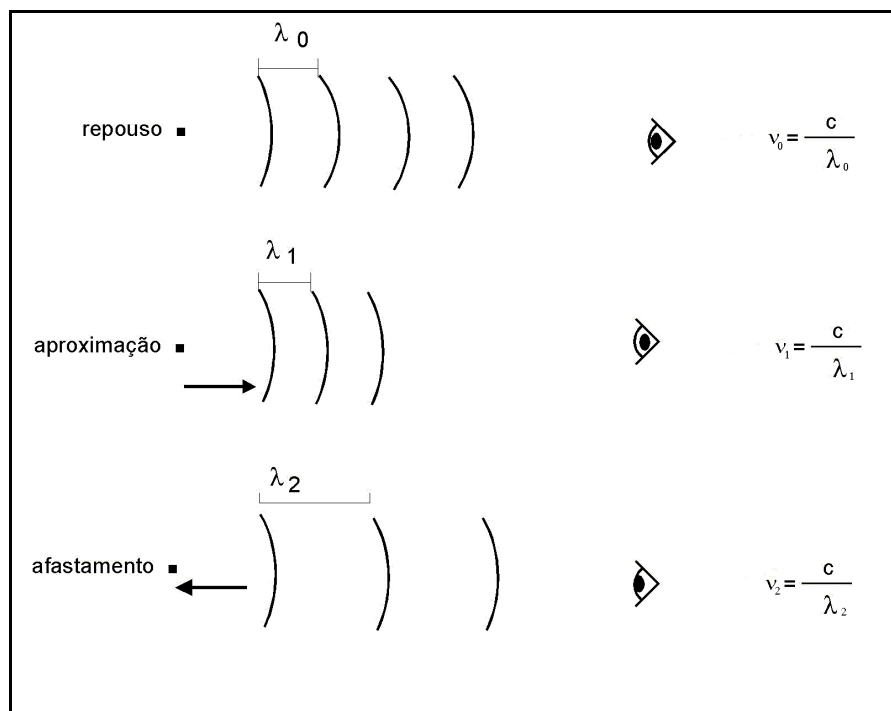 λ 0
repouso
ν₀ = c / λ₀
λ 1
aproximação
ν₁ = c / λ₁
λ 2
afastamento
ν₂ = c / λ₂